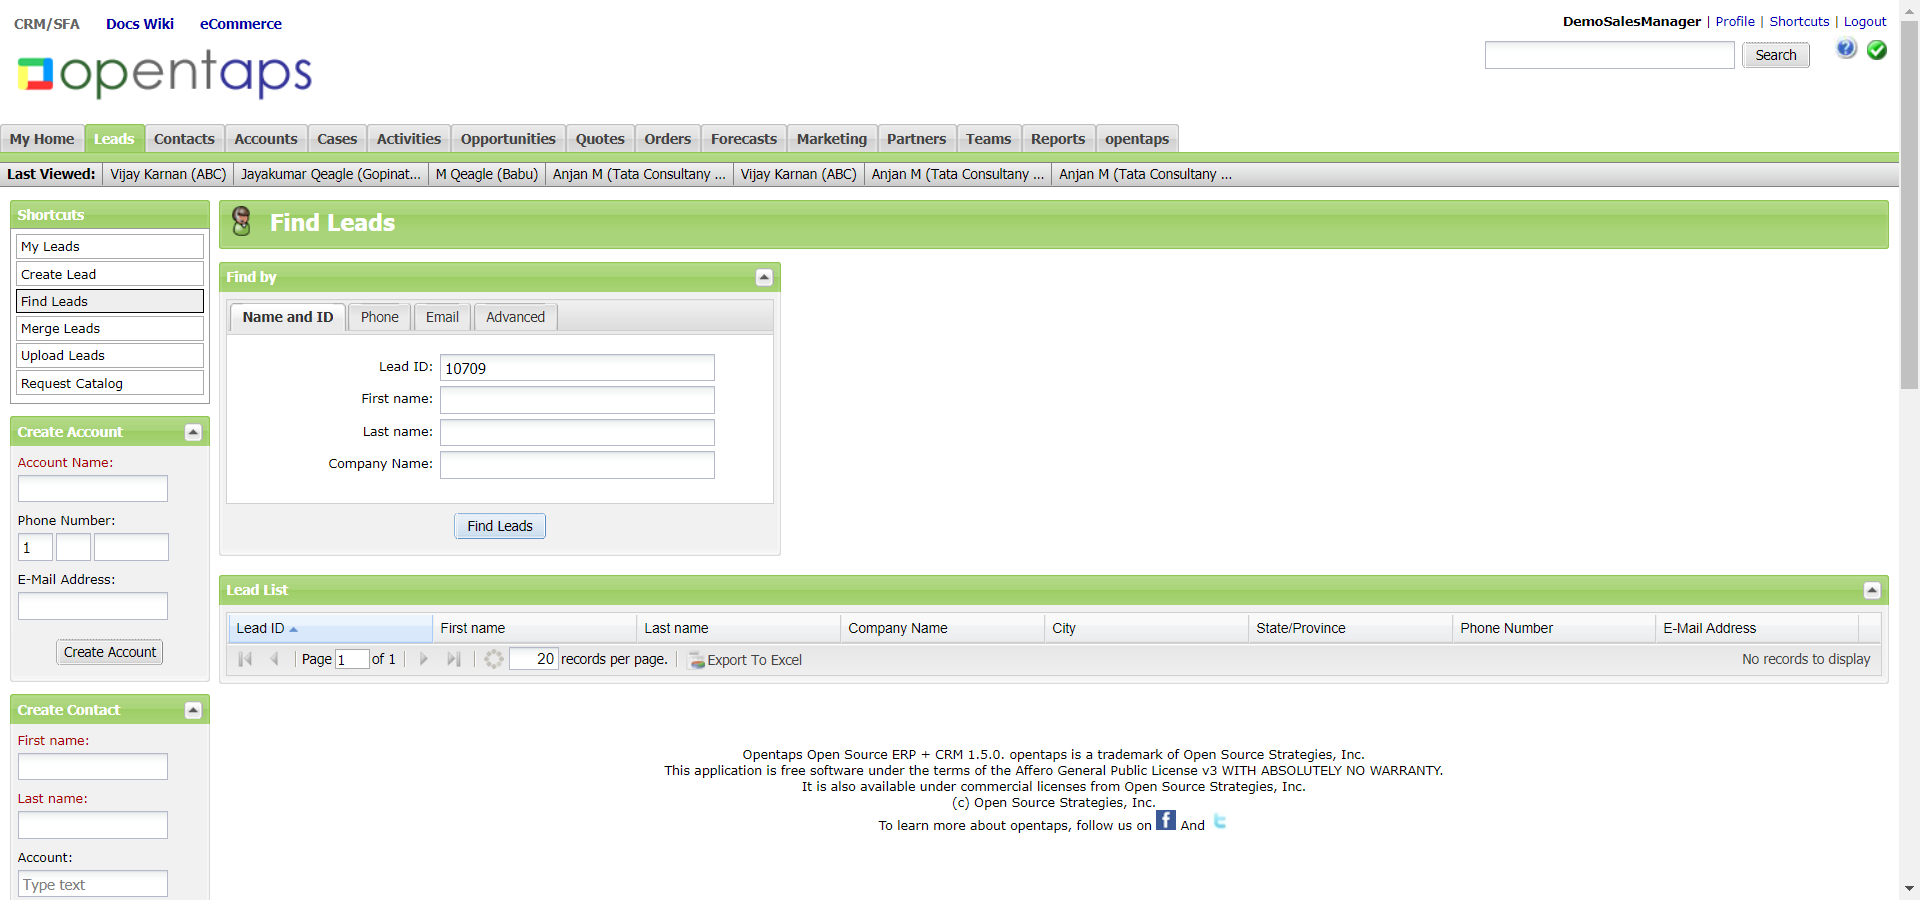 CRM/SFA Docs Wiki eCommerce
DemoSalesManager | Profile | Shortcuts | Logout
opentaps
Search
My Home Leads Contacts Accounts Cases Activities Opportunities Quotes Orders Forecasts Marketing Partners Teams Reports opentaps
Last Viewed: Vijay Karnan (ABC) Jayakumar Qeagle (Gopinat... M Qeagle (Babu) Anjan M (Tata Consultany ... Vijay Karnan (ABC) Anjan M (Tata Consultany ... Anjan M (Tata Consultany ...
Shortcuts
My Leads
Create Lead
Find Leads
Merge Leads
Upload Leads
Request Catalog
Create Account
Account Name:
Phone Number:
1
E-Mail Address:
Create Account
Create Contact
First name:
Last name:
Account:
Type text
Find Leads
Find by
Name and ID Phone Email Advanced
Lead ID: 10709
First name:
Last name:
Company Name:
Find Leads
Lead List
Lead ID First name Last name Company Name City State/Province Phone Number E-Mail Address
Page 1 of 1 20 records per page. Export To Excel No records to display
Opentaps Open Source ERP + CRM 1.5.0. opentaps is a trademark of Open Source Strategies, Inc.
This application is free software under the terms of the Affero General Public License v3 WITH ABSOLUTELY NO WARRANTY.
It is also available under commercial licenses from Open Source Strategies, Inc.
(c) Open Source Strategies, Inc.
To learn more about opentaps, follow us on f And t